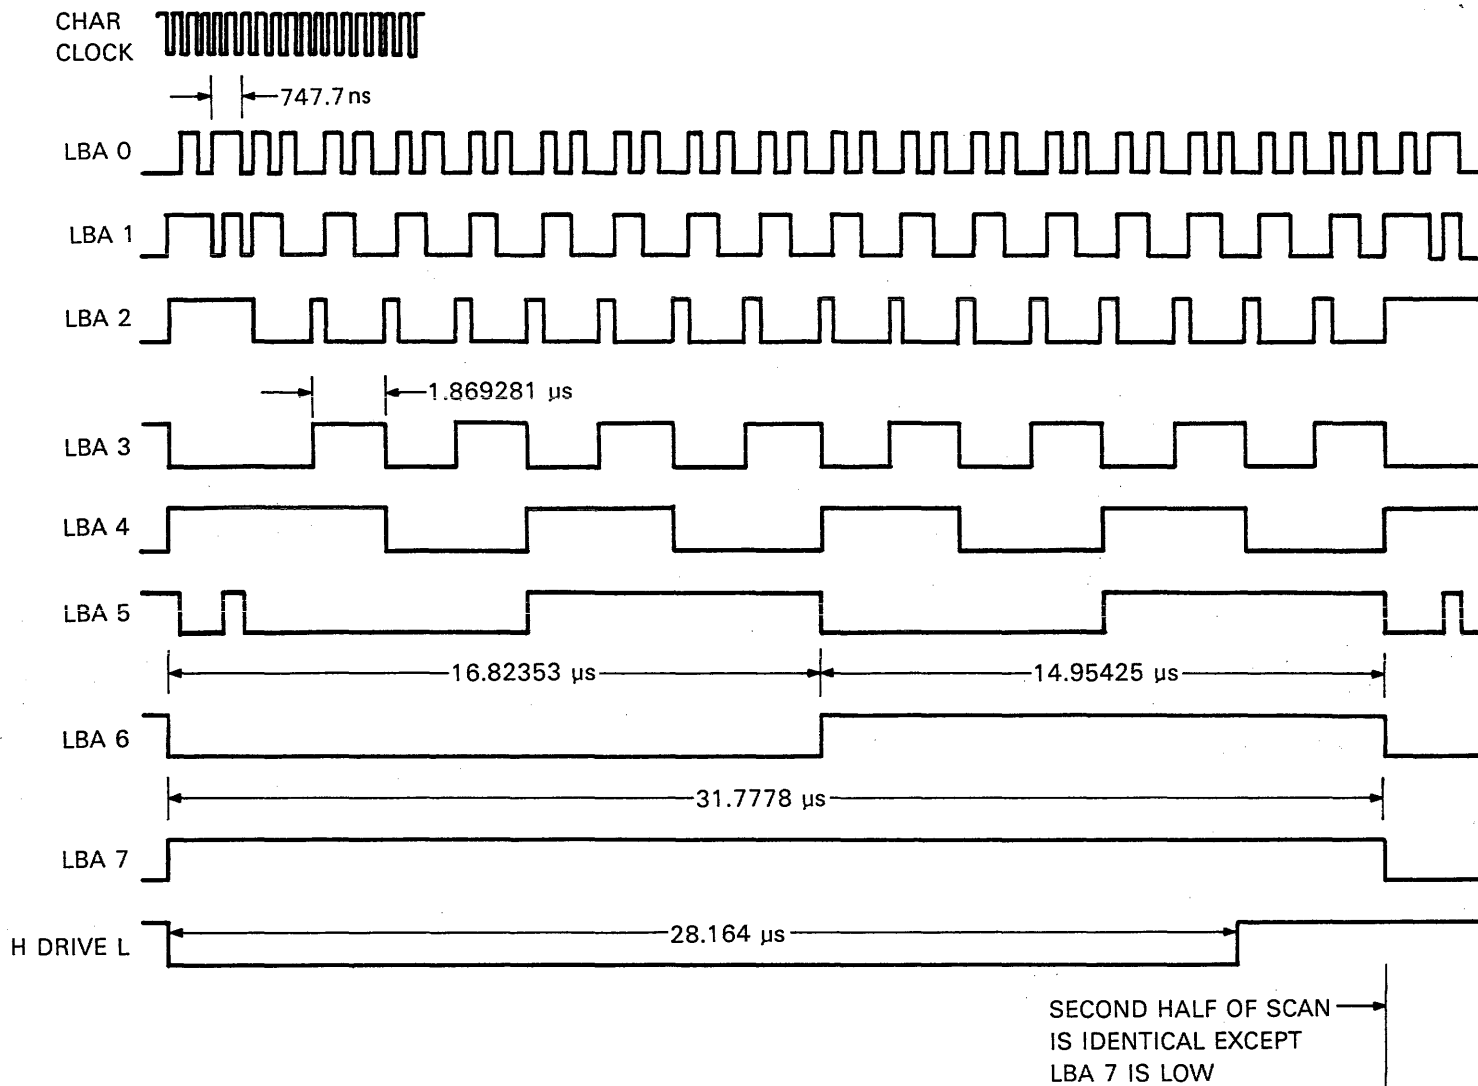 CHAR
CLOCK
747.7 ns
LBA 0
LBA 1
LBA 2
1.869281 µs
LBA 3
LBA 4
LBA 5
16.82353 µs
14.95425 µs
LBA 6
31.7778 µs
LBA 7
H DRIVE L
28.164 µs
SECOND HALF OF SCAN
IS IDENTICAL EXCEPT
LBA 7 IS LOW